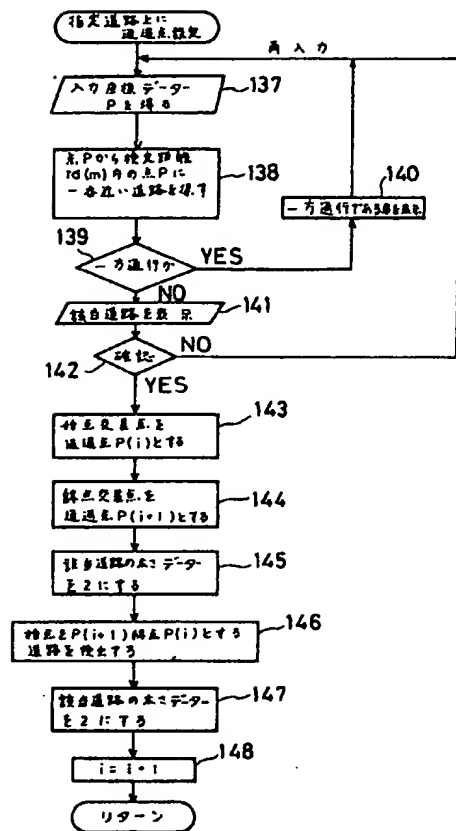 指定道路上に
通過点設定
再入力
入力座標データー
Pを得る
137
点Pから検定距離
rd(m)内の点Pに
一番近い道路を探す
138
140
一方通行である旨を表示
139
一方通行か
YES
NO
該当道路を表示
141
142
確認
NO
YES
始点交差点を
通過点P(i)とする
143
終点交差点を
通過点P(i+1)とする
144
該当道路の太さデーター
を2にする
145
始点をP(i+1)終点P(i)とする
道路を検出する
146
該当道路の太さデーター
を2にする
147
i=i+1
148
リターン